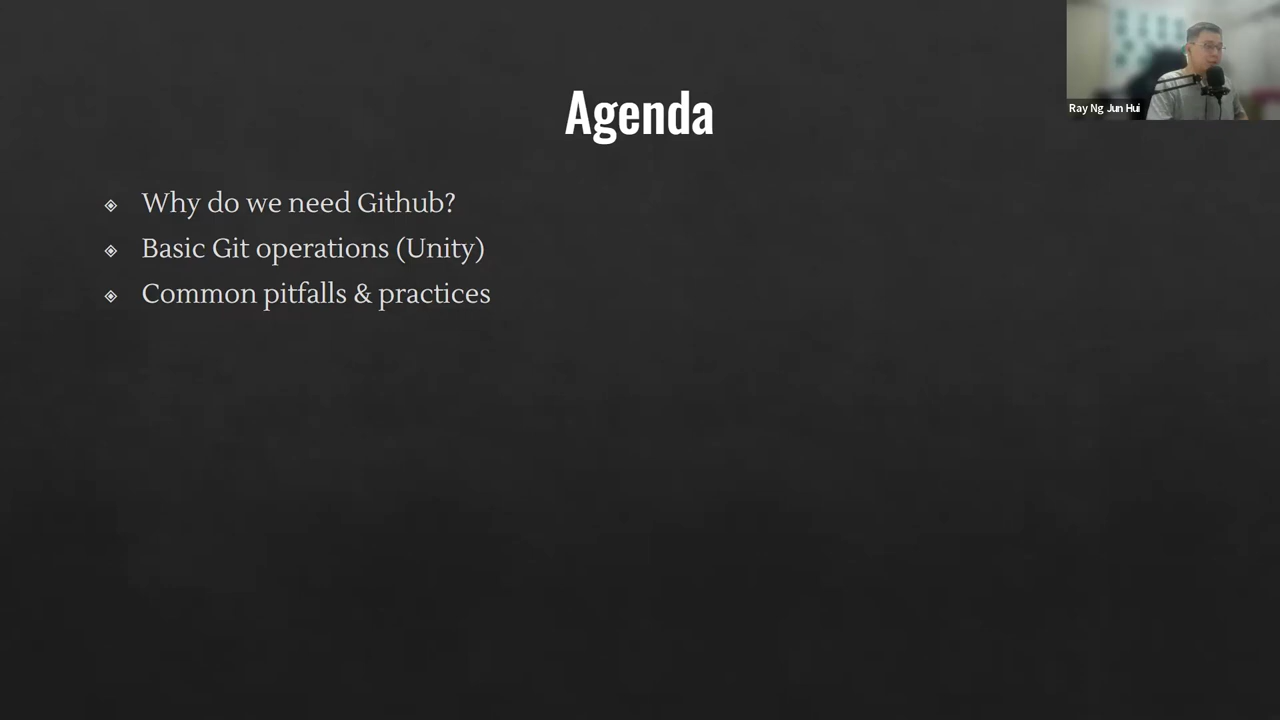 Agenda
Ray Ng Jun Hui
Why do we need Github?
Basic Git operations (Unity)
Common pitfalls & practices